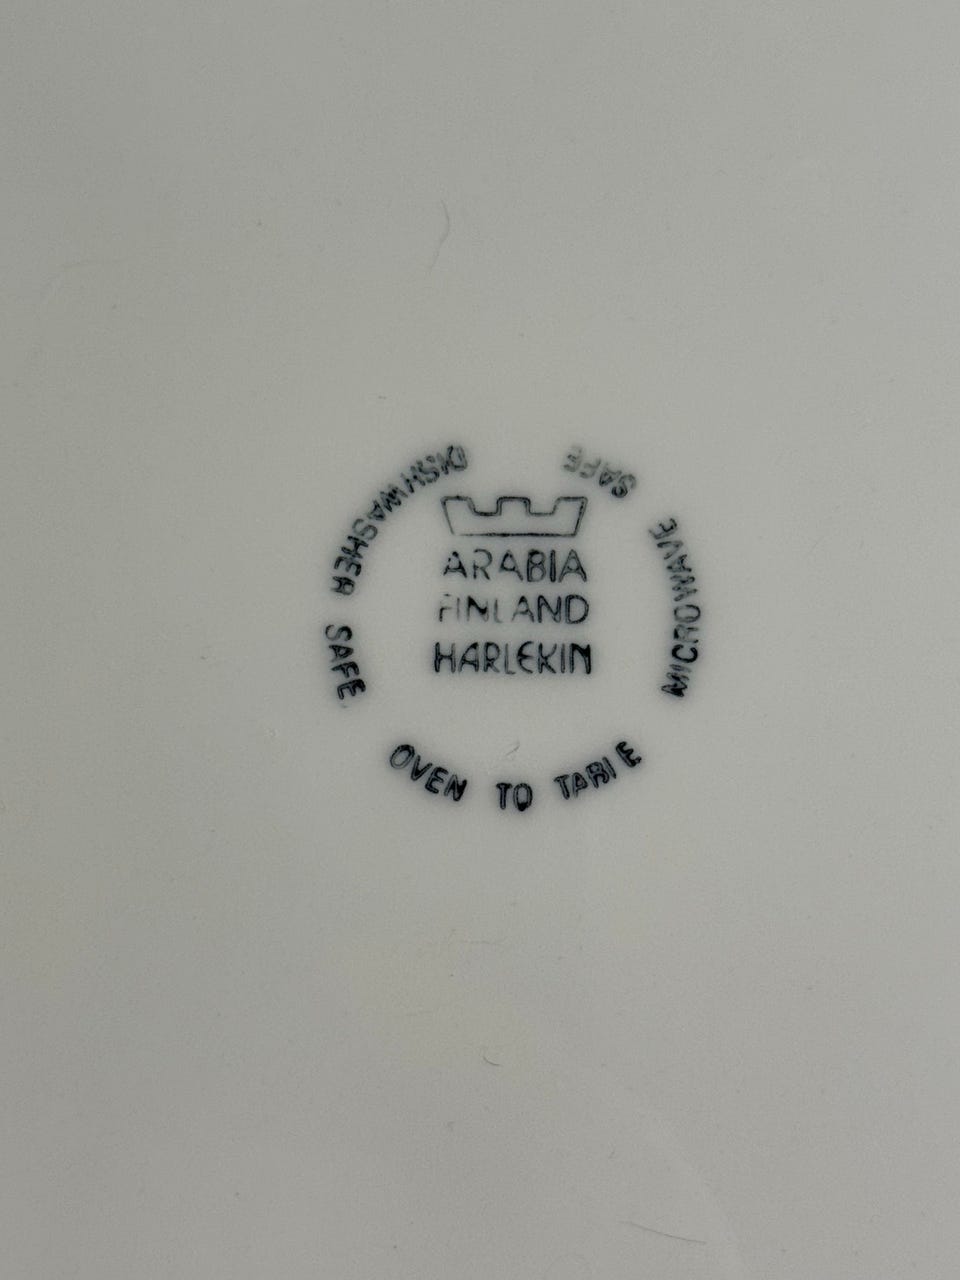 ARABIA
FINLAND
HARLEKIN
DISHWASHER SAFE
OVEN TO TABLE
MICROWAVE SAFE